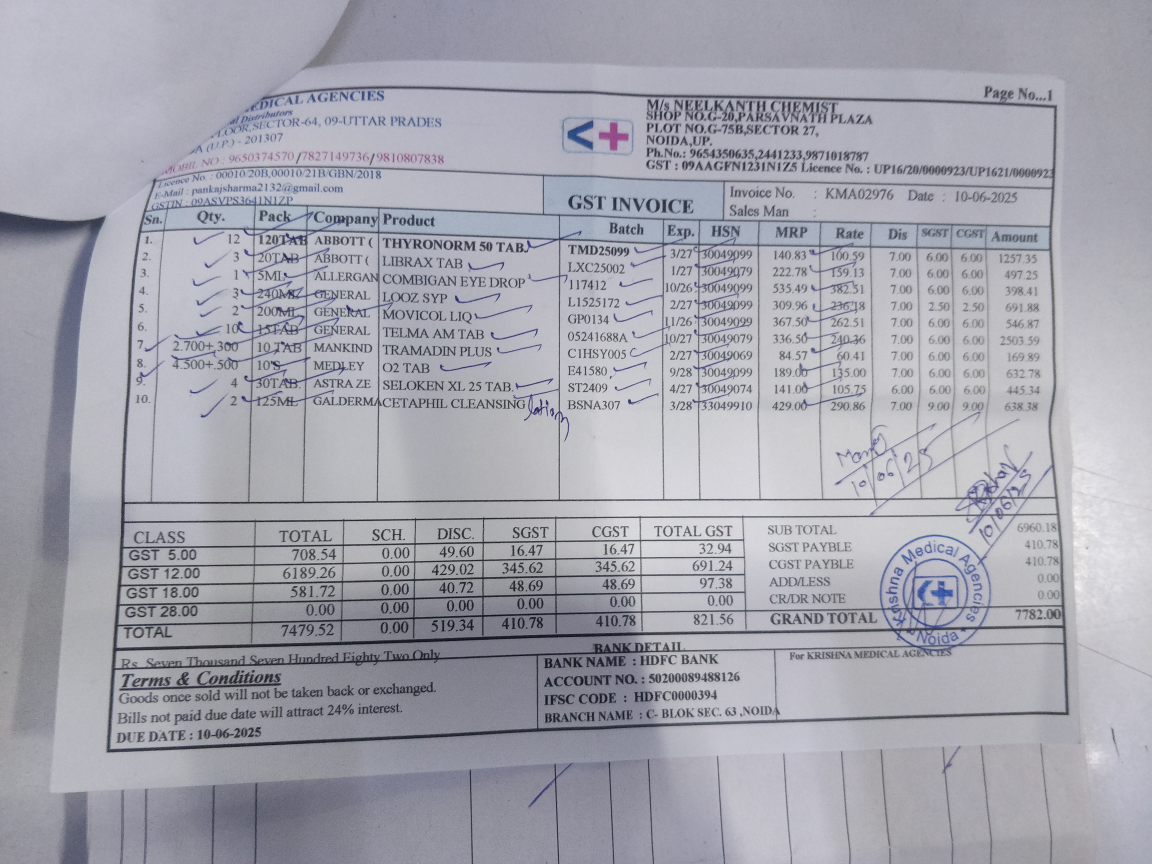 Page No...1
EDICAL AGENCIES
al Distributors
LOOR,SECTOR-64, 09-UTTAR PRADES
A (U.P.) - 201307
MOBIL NO : 9650374570 /7827149736/9810807838
Licence No. : 00010/20B,00010/21B/GBN/2018
E-Mail : pankajsharma2132@gmail.com
GSTIN : 09ASVPS3641N1ZP
M/s NEELKANTH CHEMIST
SHOP NO.G-20,PARSAVNATH PLAZA
PLOT NO.G-75B,SECTOR 27,
NOIDA,UP.
Ph.No.: 9654350635,2441233,9871018787
GST : 09AAGFN1231N1Z5 Licence No. : UP16/20/0000923/UP1621/0000923
GST INVOICE
Invoice No. : KMA02976 Date : 10-06-2025
Sales Man :
Sn. Qty. Pack Company Product Batch Exp. HSN MRP Rate Dis SGST CGST Amount
1. 12 120TAB ABBOTT ( THYRONORM 50 TAB. TMD25099 3/27 30049099 140.83 100.59 7.00 6.00 6.00 1257.35
2. 3 20TAB ABBOTT ( LIBRAX TAB LXC25002 1/27 30049079 222.78 159.13 7.00 6.00 6.00 497.25
3. 1 5ML ALLERGAN COMBIGAN EYE DROP 117412 10/26 30049099 535.49 382.51 7.00 6.00 6.00 398.41
4. 3 240ML GENERAL LOOZ SYP L1525172 2/27 30049099 309.96 236.18 7.00 2.50 2.50 691.88
5. 2 200ML GENERAL MOVICOL LIQ GP0134 11/26 30049099 367.50 262.51 7.00 6.00 6.00 546.87
6. 10 15TAB GENERAL TELMA AM TAB 05241688A 10/27 30049079 336.50 240.36 7.00 6.00 6.00 2503.59
7. 2.700+.300 10 TAB MANKIND TRAMADIN PLUS C1HSY005 2/27 30049069 84.57 60.41 7.00 6.00 6.00 169.89
8. 4.500+.500 10'S MEDLEY O2 TAB E41580 9/28 30049099 189.00 135.00 7.00 6.00 6.00 632.78
9. 4 30TAB ASTRA ZE SELOKEN XL 25 TAB. ST2409 4/27 30049074 141.00 105.75 6.00 6.00 6.00 445.34
10. 2 125ML GALDERMA CETAPHIL CLEANSING lotion BSNA307 3/28 33049910 429.00 290.86 7.00 9.00 9.00 638.38
10/06/25
10/06/25
CLASS TOTAL SCH. DISC. SGST CGST TOTAL GST
GST 5.00 708.54 0.00 49.60 16.47 16.47 32.94
GST 12.00 6189.26 0.00 429.02 345.62 345.62 691.24
GST 18.00 581.72 0.00 40.72 48.69 48.69 97.38
GST 28.00 0.00 0.00 0.00 0.00 0.00 0.00
TOTAL 7479.52 0.00 519.34 410.78 410.78 821.56
SUB TOTAL 6960.18
SGST PAYBLE 410.78
CGST PAYBLE 410.78
ADD/LESS 0.00
CR/DR NOTE 0.00
GRAND TOTAL 7782.00
Krishna Medical Agencies
Noida
Rs. Seven Thousand Seven Hundred Eighty Two Only
Terms & Conditions
Goods once sold will not be taken back or exchanged.
Bills not paid due date will attract 24% interest.
DUE DATE : 10-06-2025
BANK DETAIL
BANK NAME : HDFC BANK
ACCOUNT NO. : 50200089488126
IFSC CODE : HDFC0000394
BRANCH NAME : C- BLOK SEC. 63 ,NOIDA
For KRISHNA MEDICAL AGENCIES